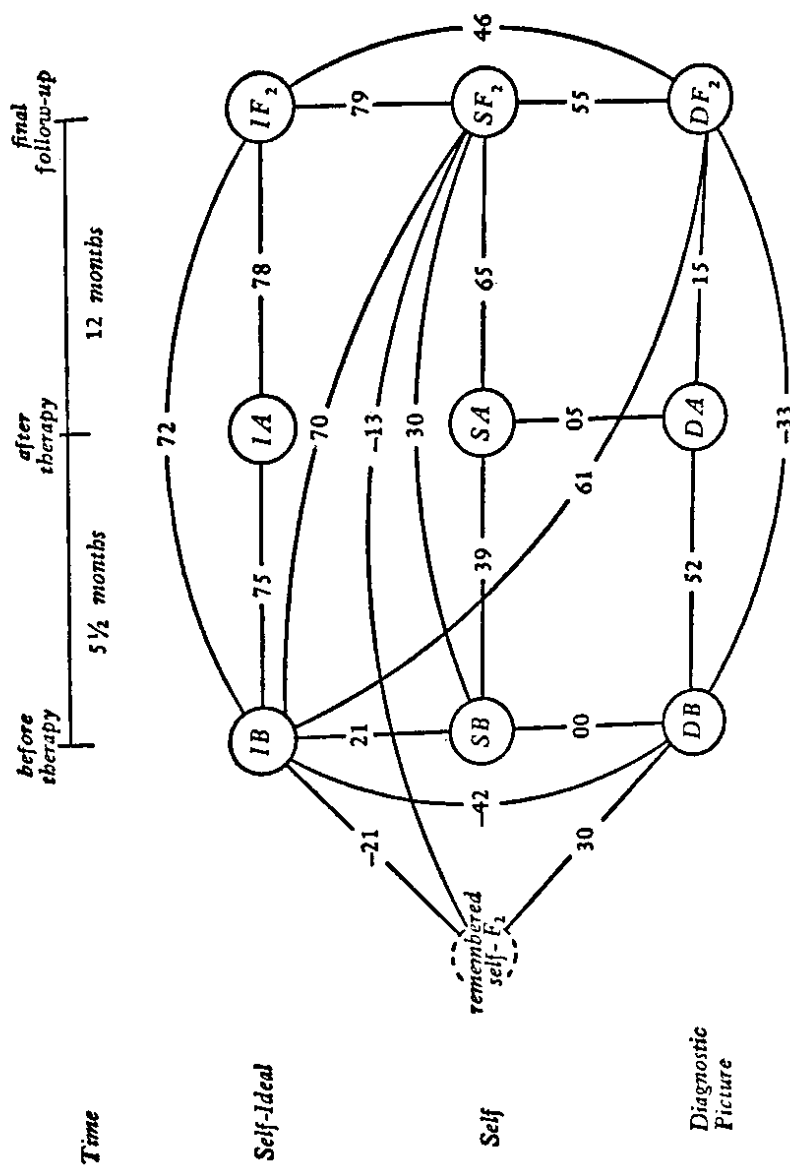 Time
before
therapy
5½ months
after
therapy
12 months
final
follow-up
Self-Ideal
IB
75
IA
78
IF₂
72
70
79
46
-21
21
-13
-42
30
Self
remembered
self-F₂
SB
39
SA
65
SF₂
61
30
00
05
55
Diagnostic
Picture
DB
52
DA
15
DF₂
-33